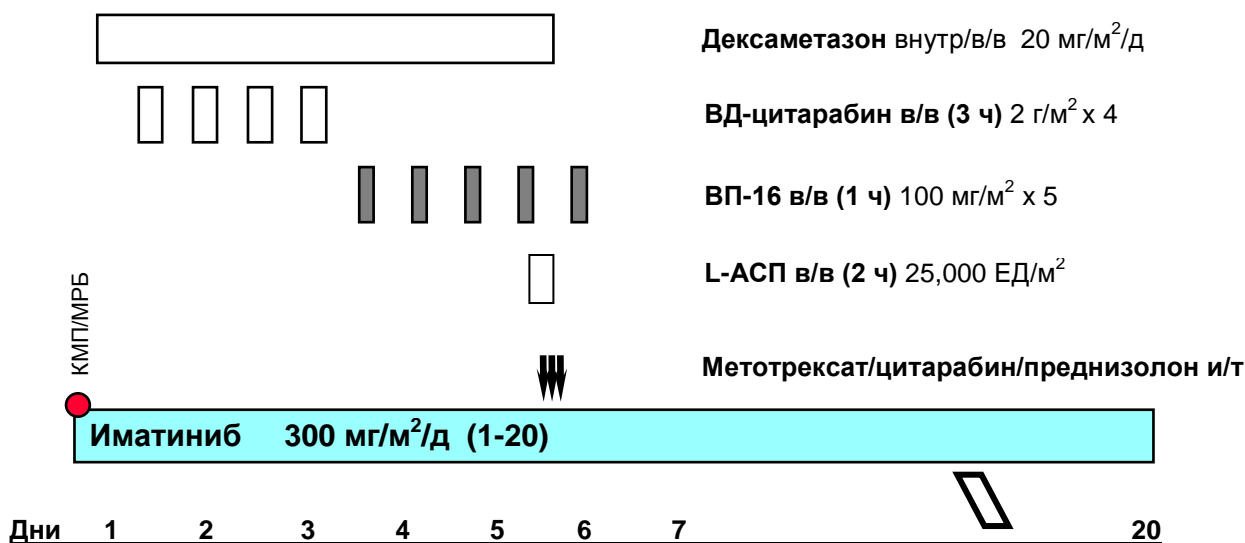 Дексаметазон внутр/в/в 20 мг/м²/д
ВД-цитарабин в/в (3 ч) 2 г/м² x 4
ВП-16 в/в (1 ч) 100 мг/м² x 5
L-АСП в/в (2 ч) 25,000 ЕД/м²
КМП/МРБ
Метотрексат/цитарабин/преднизолон и/т
Иматиниб 300 мг/м²/д (1-20)
Дни 1 2 3 4 5 6 7 20